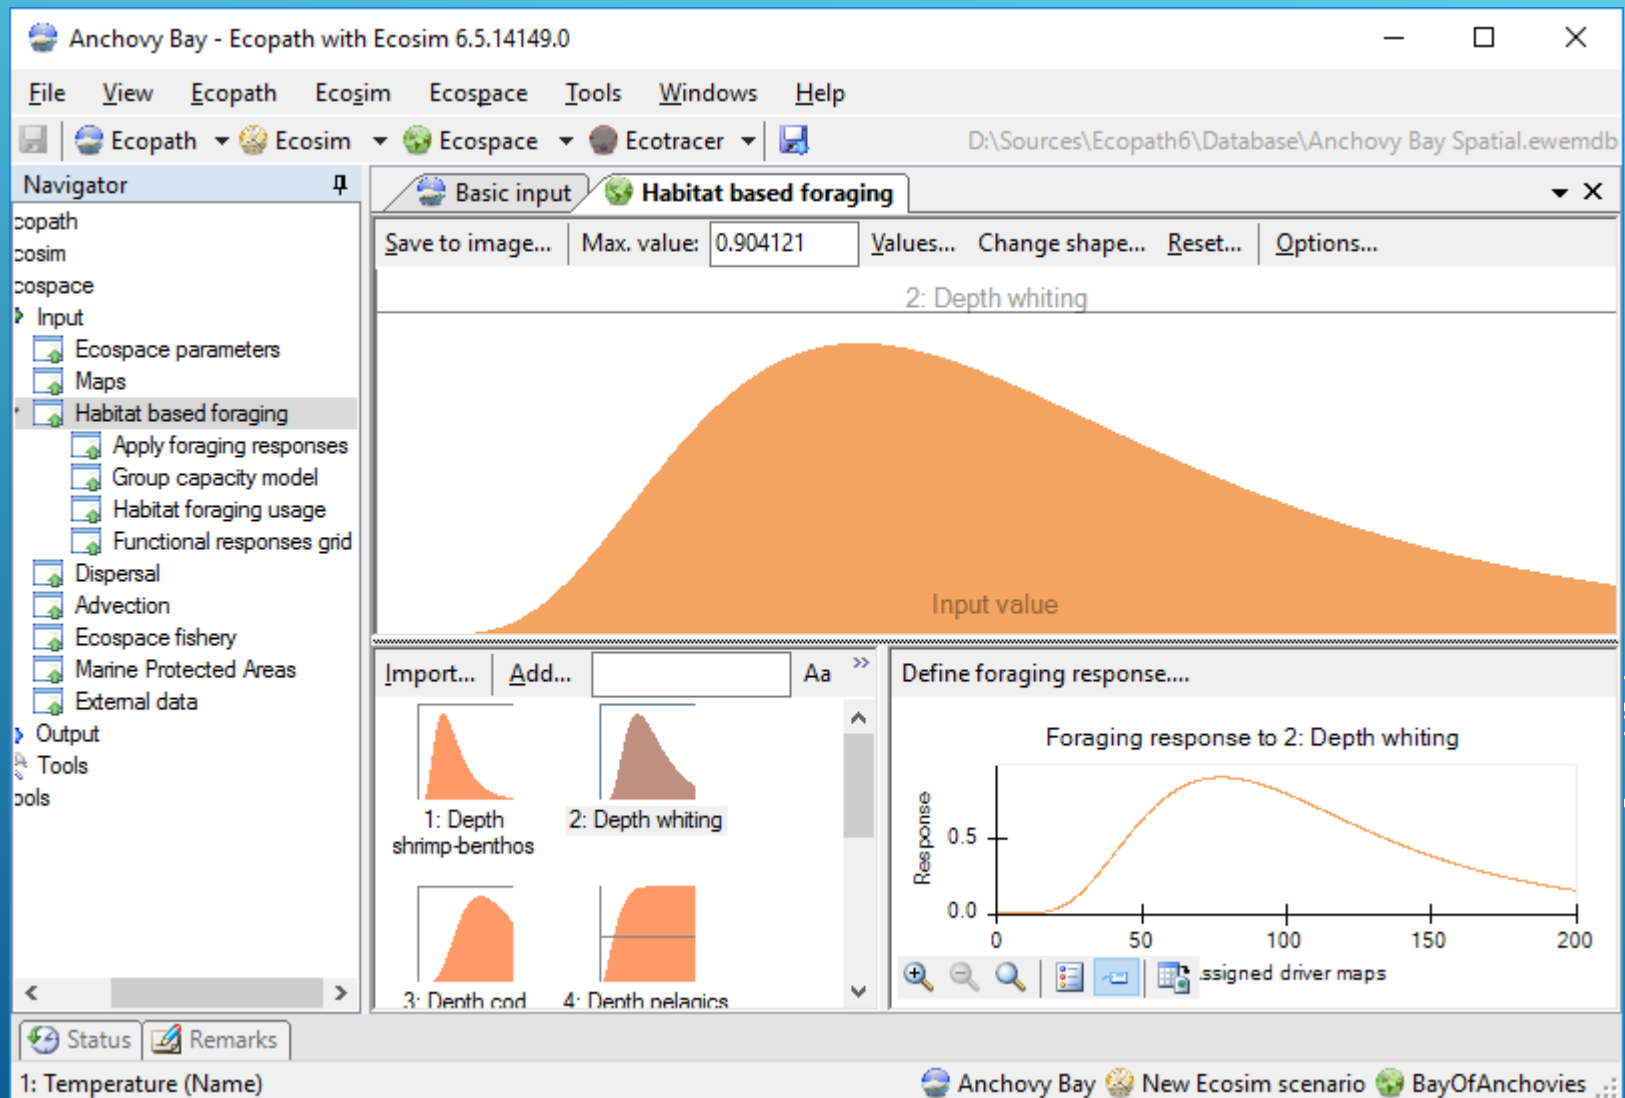 Anchovy Bay - Ecopath with Ecosim 6.5.14149.0
File View Ecopath Ecosim Ecospace Tools Windows Help
Ecopath Ecosim Ecospace Ecotracer D:\Sources\Ecopath6\Database\Anchovy Bay Spatial.ewemdb
Navigator
copath
cosim
cospace
Input
Ecospace parameters
Maps
Habitat based foraging
Apply foraging responses
Group capacity model
Habitat foraging usage
Functional responses grid
Dispersal
Advection
Ecospace fishery
Marine Protected Areas
External data
Output
Tools
ools
Basic input Habitat based foraging
Save to image... Max. value: 0.904121 Values... Change shape... Reset... Options...
2: Depth whiting
Input value
Import... Add... Aa
1: Depth
shrimp-benthos
2: Depth whiting
3: Depth cod
4: Depth pelagics
Define foraging response....
Foraging response to 2: Depth whiting
Response
0.5
0.0
0 50 100 150 200
ssigned driver maps
Status Remarks
1: Temperature (Name) Anchovy Bay New Ecosim scenario BayOfAnchovies